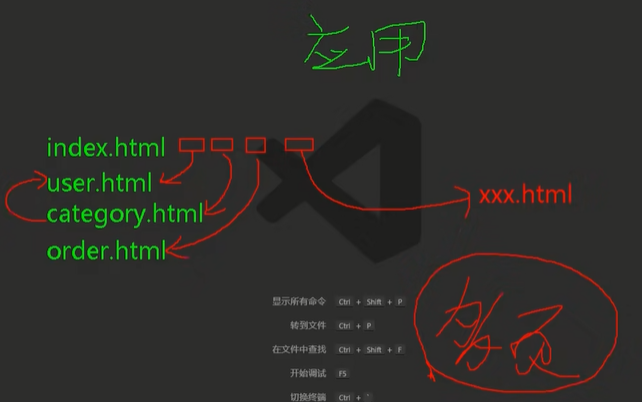 应用
index.html
user.html
category.html
order.html
xxx.html
多页
显示所有命令 Ctrl + Shift + P
转到文件 Ctrl + P
在文件中查找 Ctrl + Shift + F
开始调试 F5
切换终端 Ctrl + `